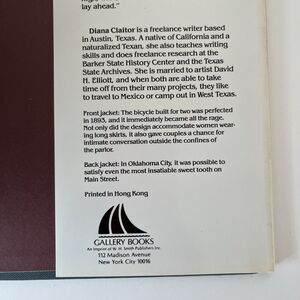 lay ahead."
Diana Claitor is a freelance writer based
in Austin, Texas. A native of California and a
naturalized Texan, she also teaches writing
skills and does freelance research at the
Barker State History Center and the Texas
State Archives. She is married to artist David
H. Elliott, and when both are able to take
time off from their many projects, they like
to travel to Mexico or camp out in West Texas.
Front jacket: The bicycle built for two was perfected
in 1893, and it immediately became all the rage.
Not only did the design accommodate women wear-
ing long skirts, it also gave couples a chance for
intimate conversation outside the confines of
the parlor.
Back jacket: In Oklahoma City, it was possible to
satisfy even the most insatiable sweet tooth on
Main Street.
Printed in Hong Kong
GALLERY BOOKS
An Imprint of W. H. Smith Publishers Inc.
112 Madison Avenue
New York City 10016